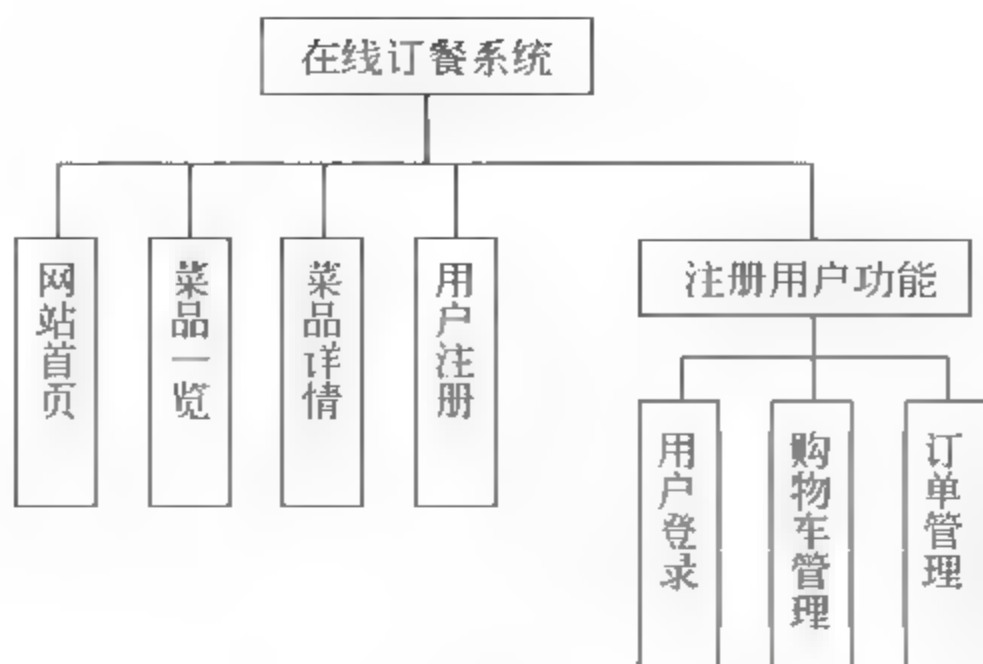 在线订餐系统
网站首页
菜品一览
菜品详情
用户注册
注册用户功能
用户登录
购物车管理
订单管理